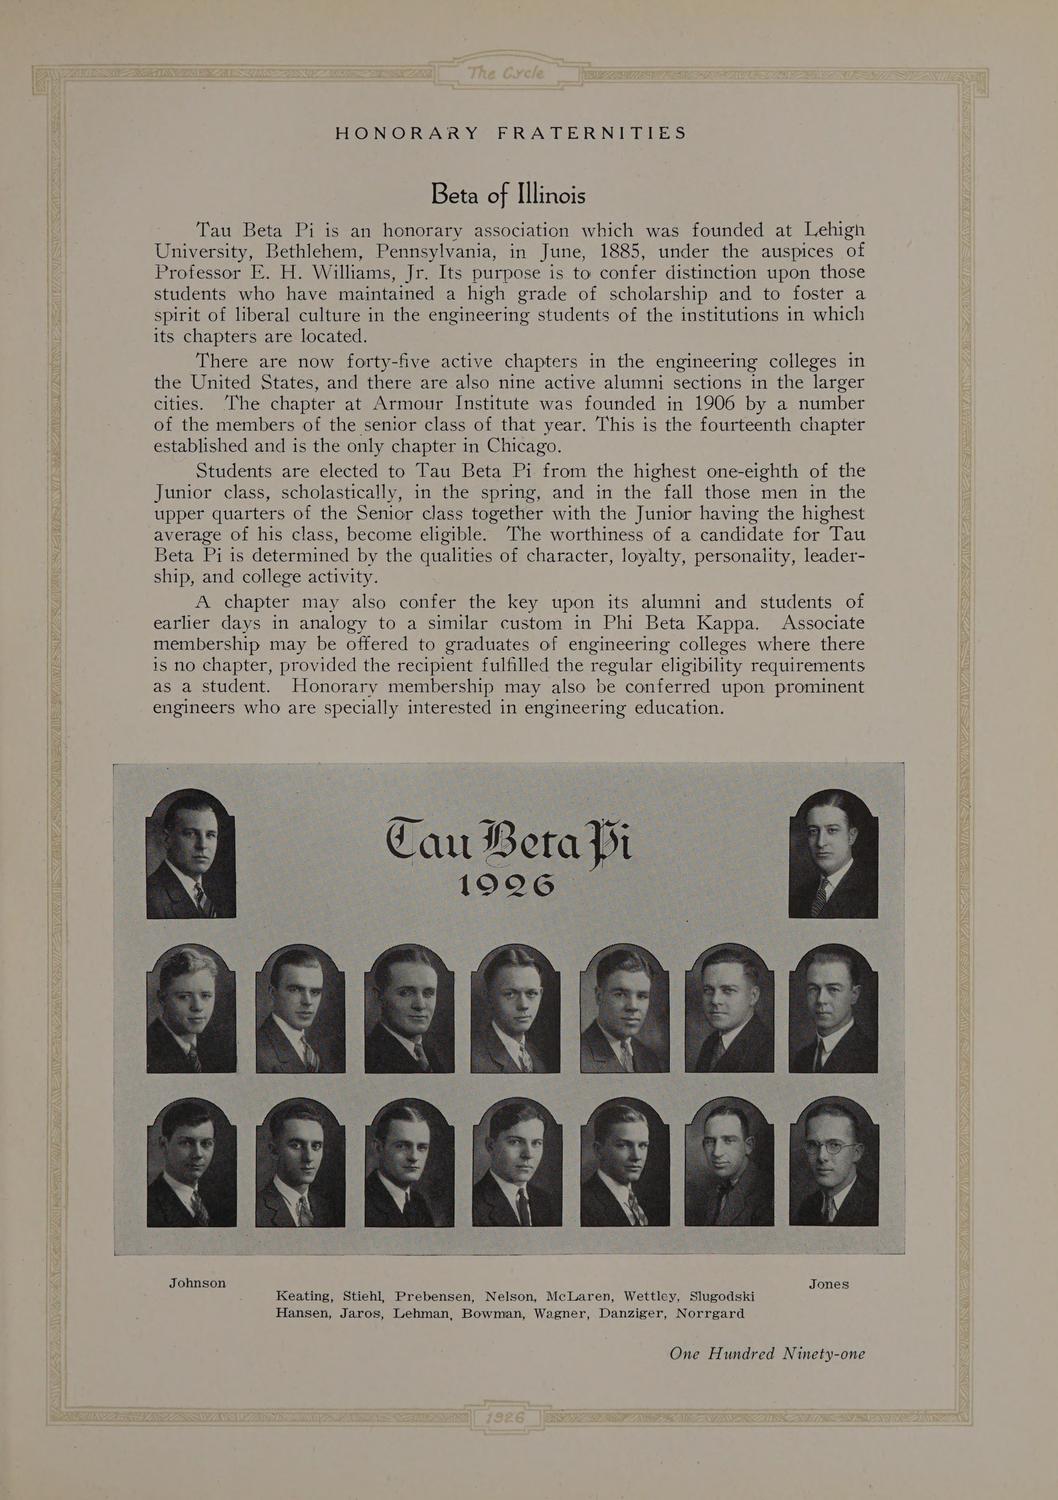 The Cycle
HONORARY FRATERNITIES
Beta of Illinois
Tau Beta Pi is an honorary association which was founded at Lehigh
University, Bethlehem, Pennsylvania, in June, 1885, under the auspices of
Professor E. H. Williams, Jr. Its purpose is to confer distinction upon those
students who have maintained a high grade of scholarship and to foster a
spirit of liberal culture in the engineering students of the institutions in which
its chapters are located.
There are now forty-five active chapters in the engineering colleges in
the United States, and there are also nine active alumni sections in the larger
cities. The chapter at Armour Institute was founded in 1906 by a number
of the members of the senior class of that year. This is the fourteenth chapter
established and is the only chapter in Chicago.
Students are elected to Tau Beta Pi from the highest one-eighth of the
Junior class, scholastically, in the spring, and in the fall those men in the
upper quarters of the Senior class together with the Junior having the highest
average of his class, become eligible. The worthiness of a candidate for Tau
Beta Pi is determined by the qualities of character, loyalty, personality, leader-
ship, and college activity.
A chapter may also confer the key upon its alumni and students of
earlier days in analogy to a similar custom in Phi Beta Kappa. Associate
membership may be offered to graduates of engineering colleges where there
is no chapter, provided the recipient fulfilled the regular eligibility requirements
as a student. Honorary membership may also be conferred upon prominent
engineers who are specially interested in engineering education.
Tau Beta Pi
1926
Johnson
Jones
Keating, Stiehl, Prebensen, Nelson, McLaren, Wettley, Slugodski
Hansen, Jaros, Lehman, Bowman, Wagner, Danziger, Norrgard
One Hundred Ninety-one
1926